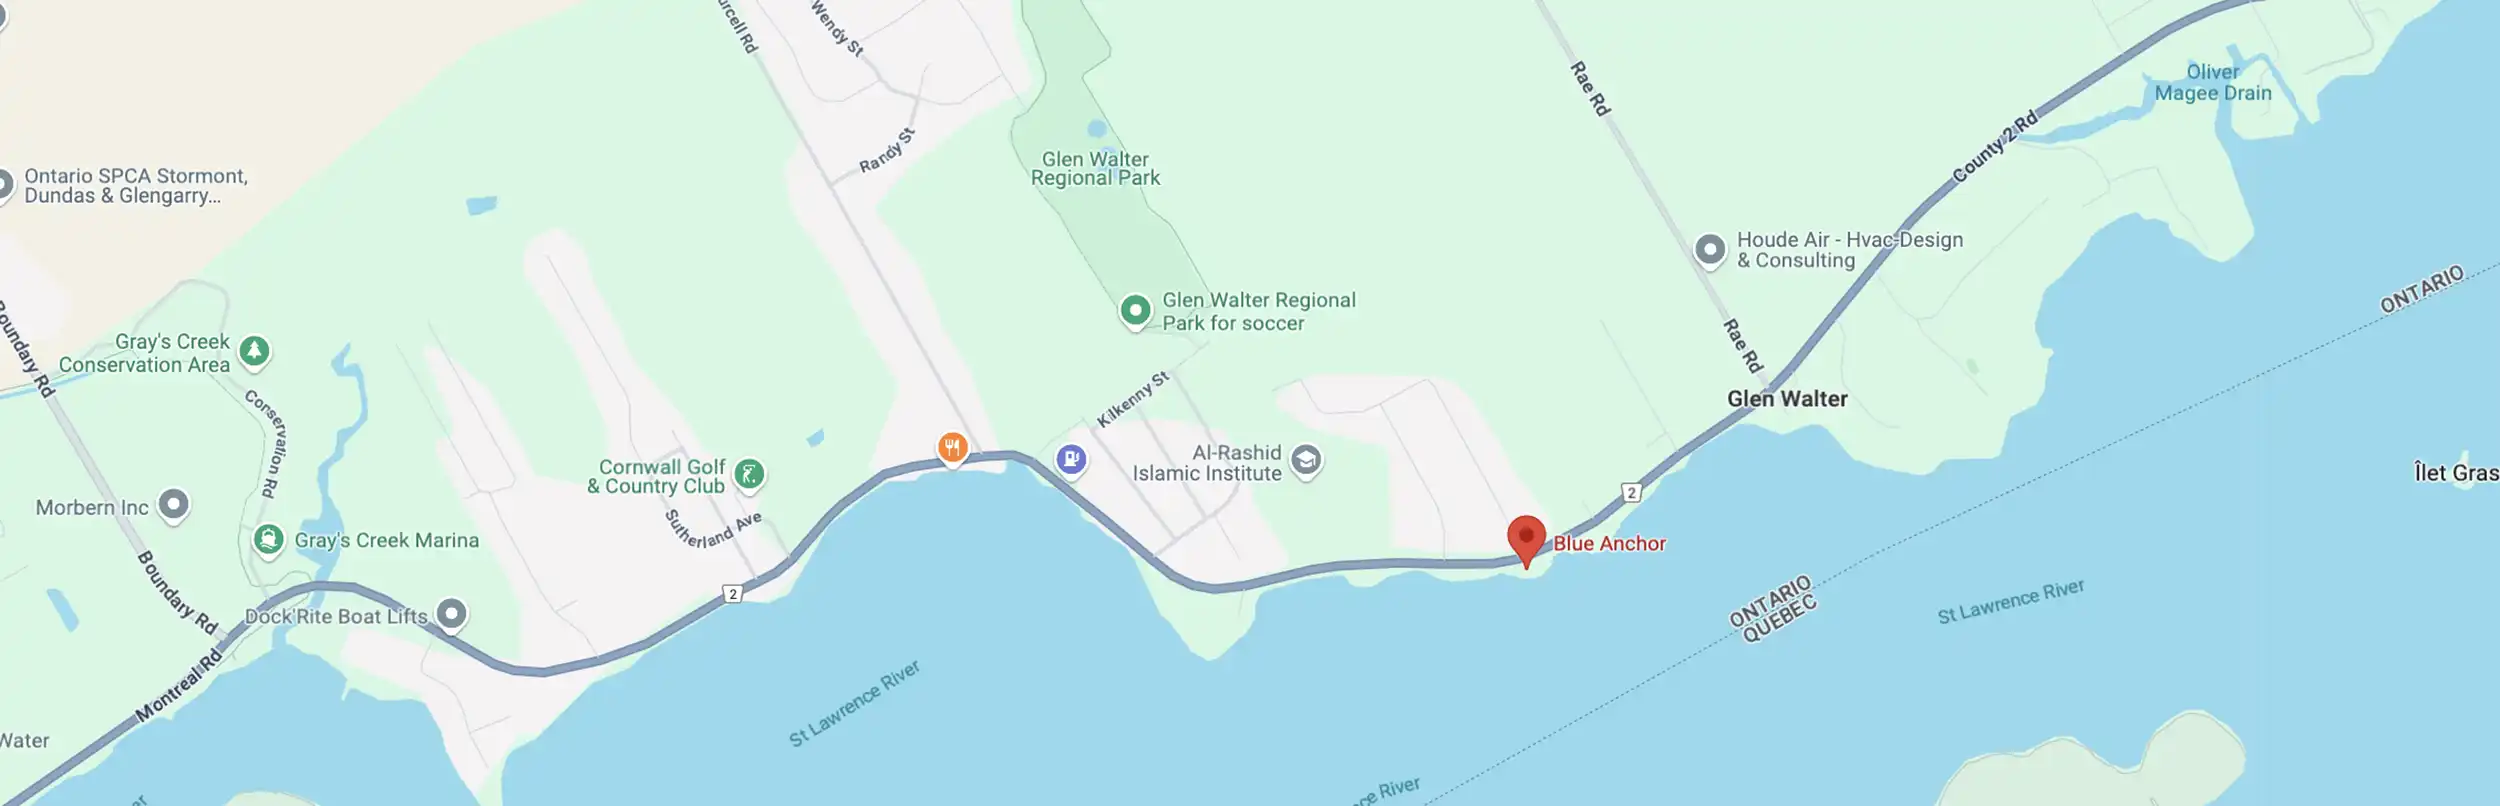 Wendy St
Randy St
Glen Walter
Regional Park
Rae Rd
Oliver
Magee Drain
County 2 Rd
Ontario SPCA Stormont,
Dundas & Glengarry...
Houde Air - Hvac-Design
& Consulting
ONTARIO
Glen Walter Regional
Park for soccer
Boundary Rd
Gray's Creek
Conservation Area
Rae Rd
Glen Walter
Kilkenny St
Conservation Rd
Cornwall Golf
& Country Club
Al-Rashid
Islamic Institute
Îlet Gras
2
Morbern Inc
Gray's Creek Marina
Sutherland Ave
Blue Anchor
Boundary Rd
2
Dock'Rite Boat Lifts
ONTARIO
QUEBEC
St Lawrence River
Montreal Rd
St Lawrence River
Water
River